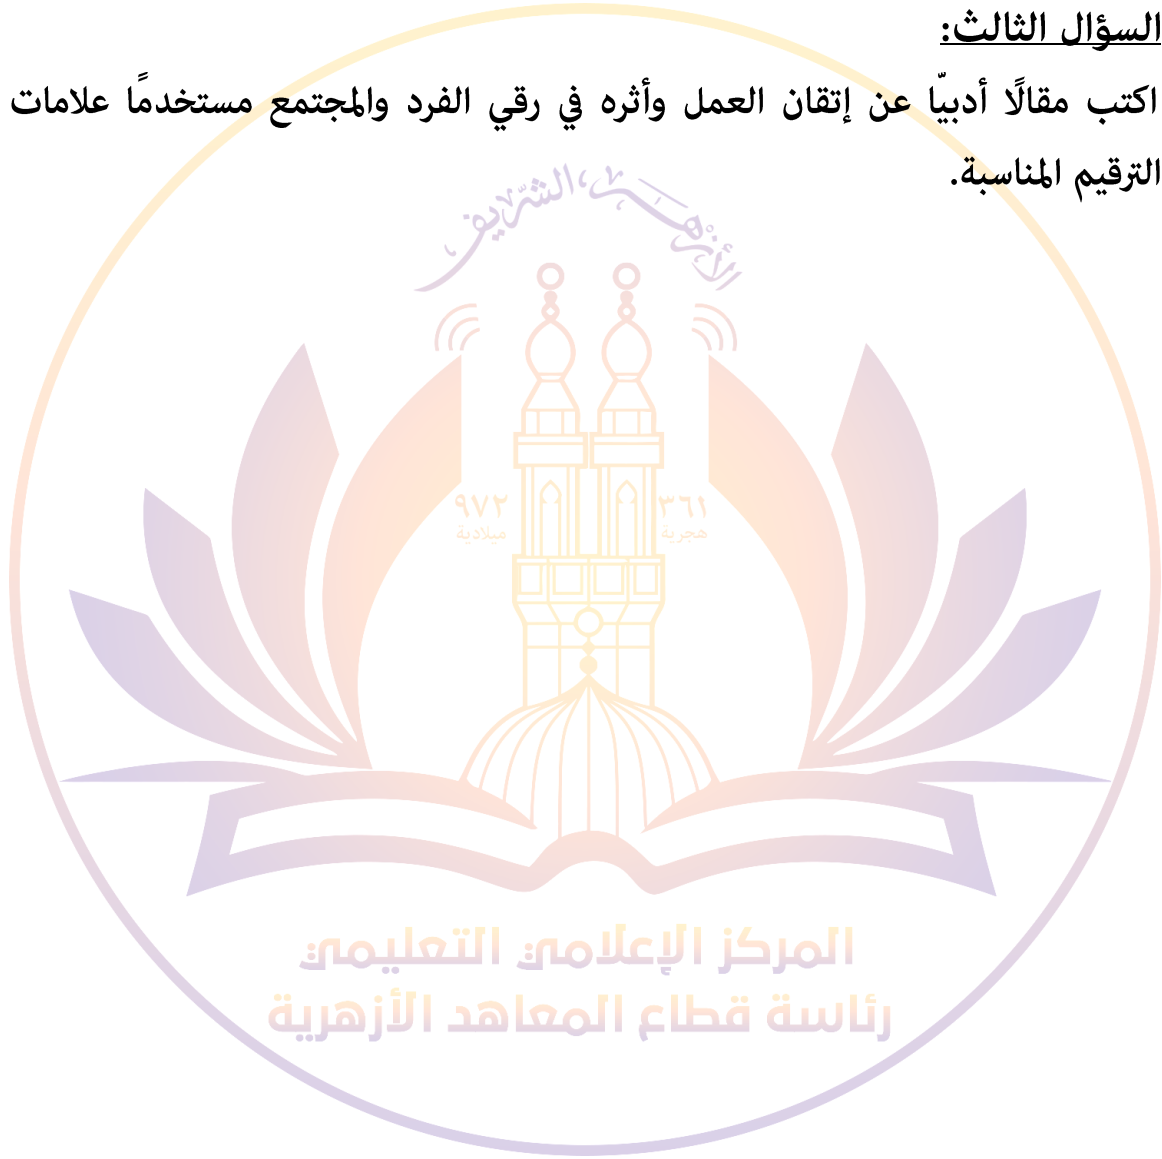 السؤال الثالث:
اكتب مقالًا أدبيّا عن إتقان العمل وأثره في رقي الفرد والمجتمع مستخدمًا علامات
الترقيم المناسبة.
الأزهر الشريف
٣٦١ ٩٧٢
هجرية ميلادية
المركز الإعلامي التعليمي
رئاسة قطاع المعاهد الأزهرية